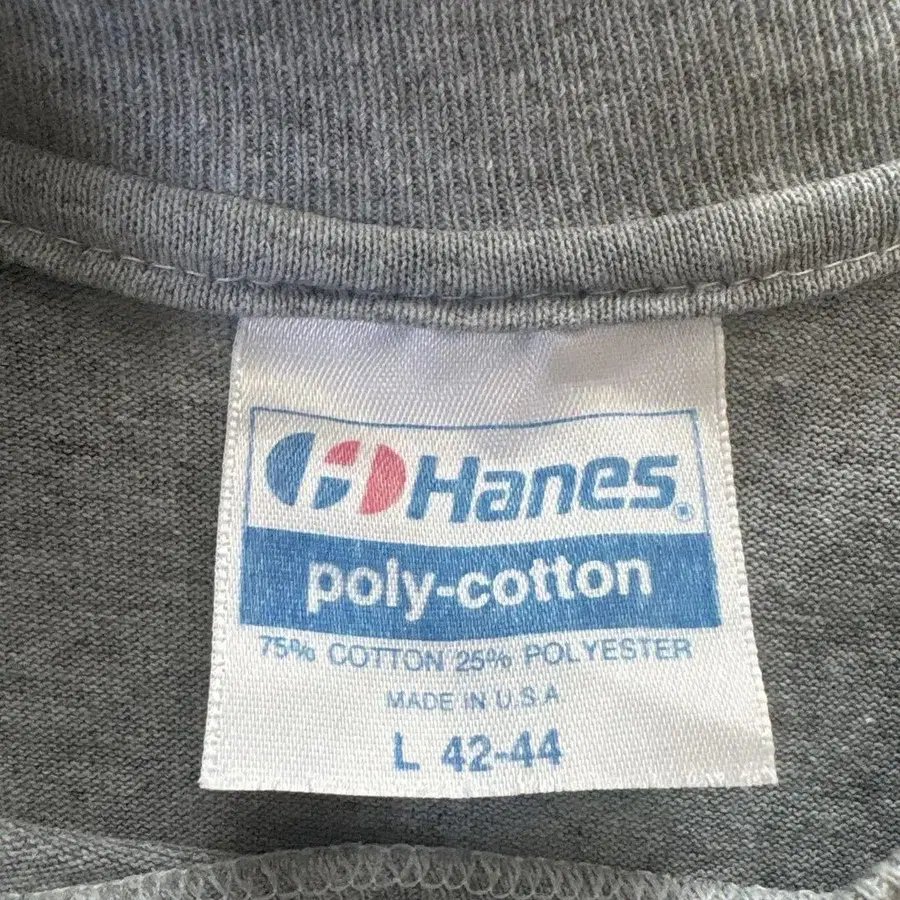 Hanes®
poly-cotton
75% COTTON 25% POLYESTER
MADE IN U.S.A
L 42-44